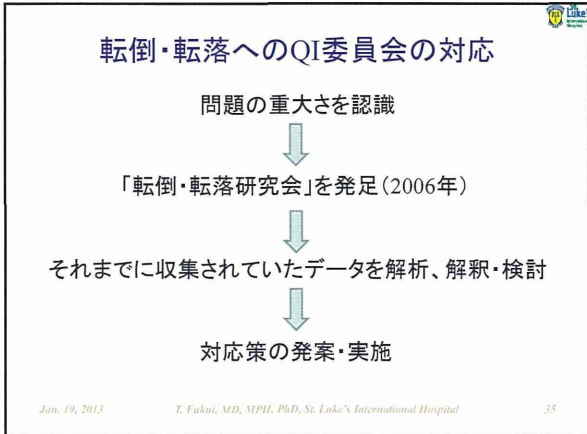 St. Luke's
International
Hospital
転倒・転落へのQI委員会の対応
問題の重大さを認識
「転倒・転落研究会」を発足(2006年)
それまでに収集されていたデータを解析、解釈・検討
対応策の発案・実施
Jan. 19, 2013 T. Fukui, MD, MPH, PhD, St. Luke's International Hospital 35